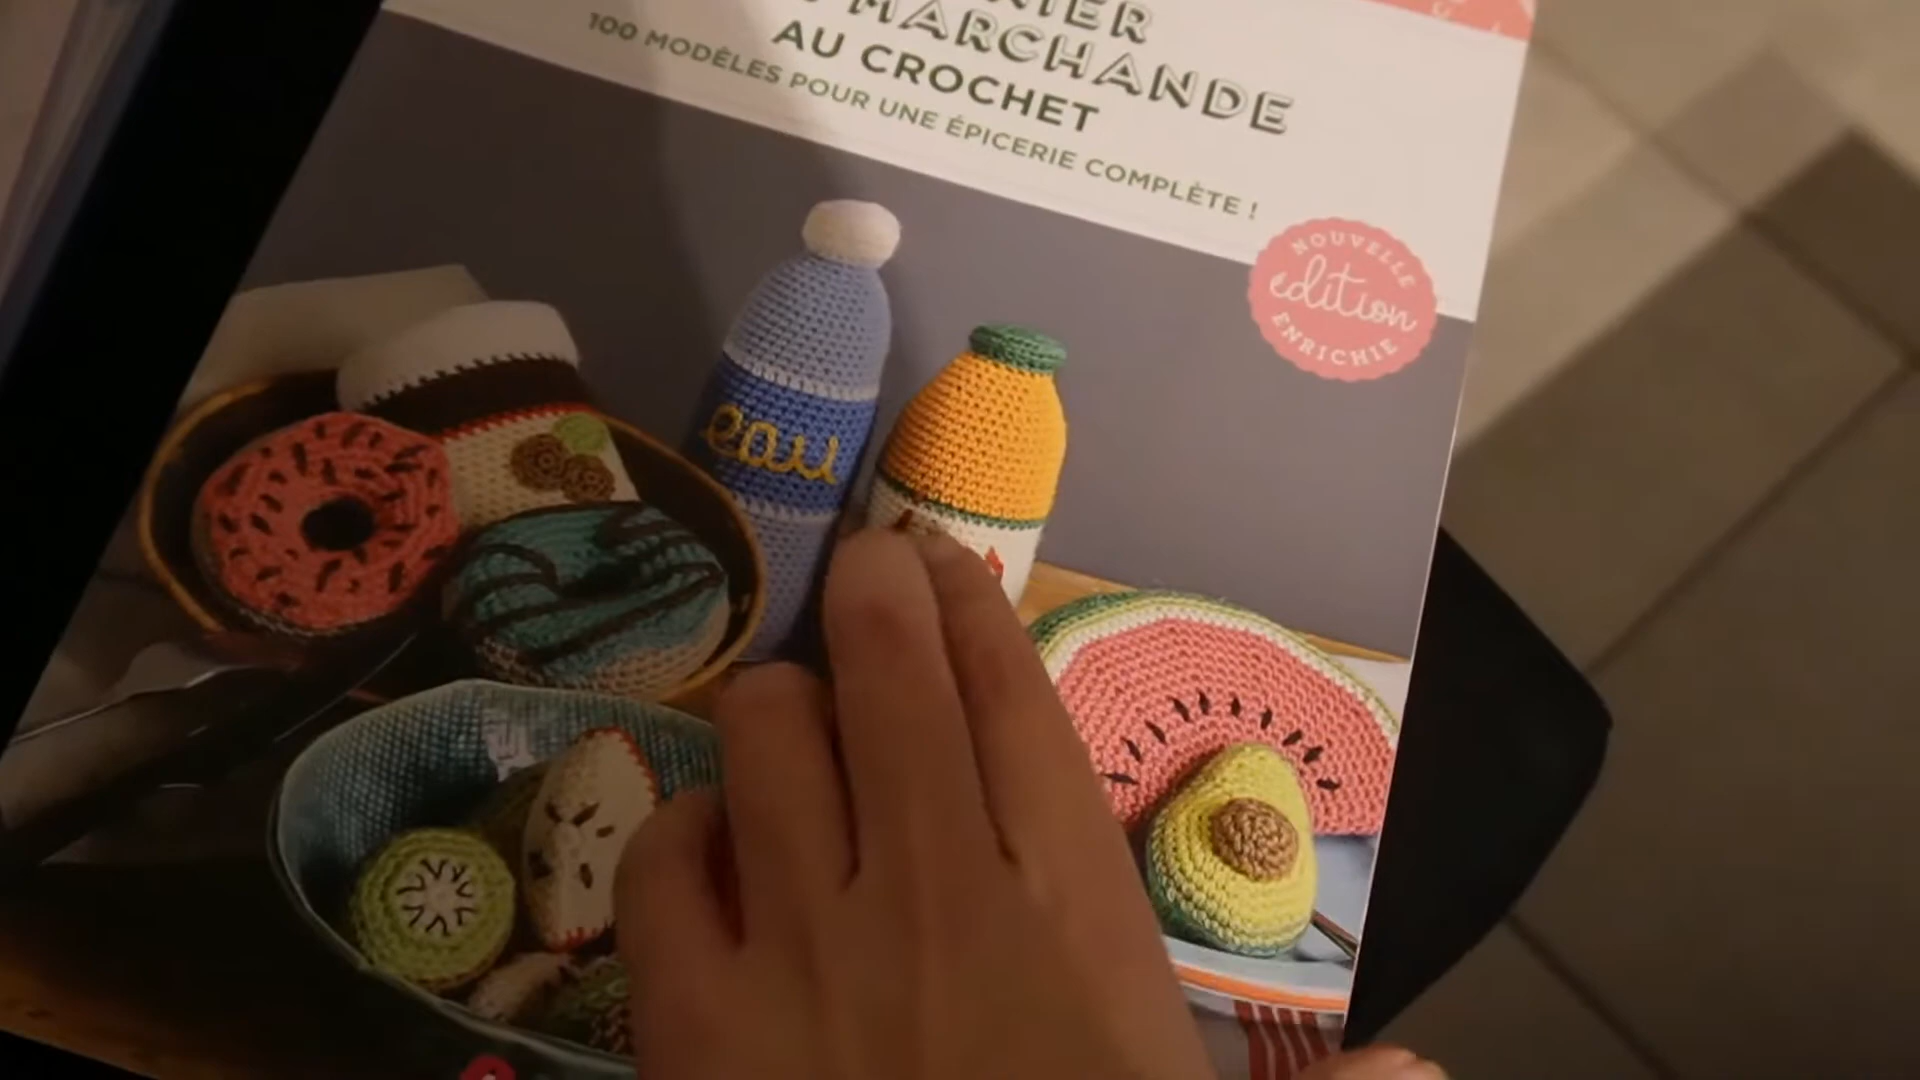 MARCHANDE
AU CROCHET
100 MODÈLES POUR UNE ÉPICERIE COMPLÈTE !
NOUVELLE
édition
ENRICHIE
eau